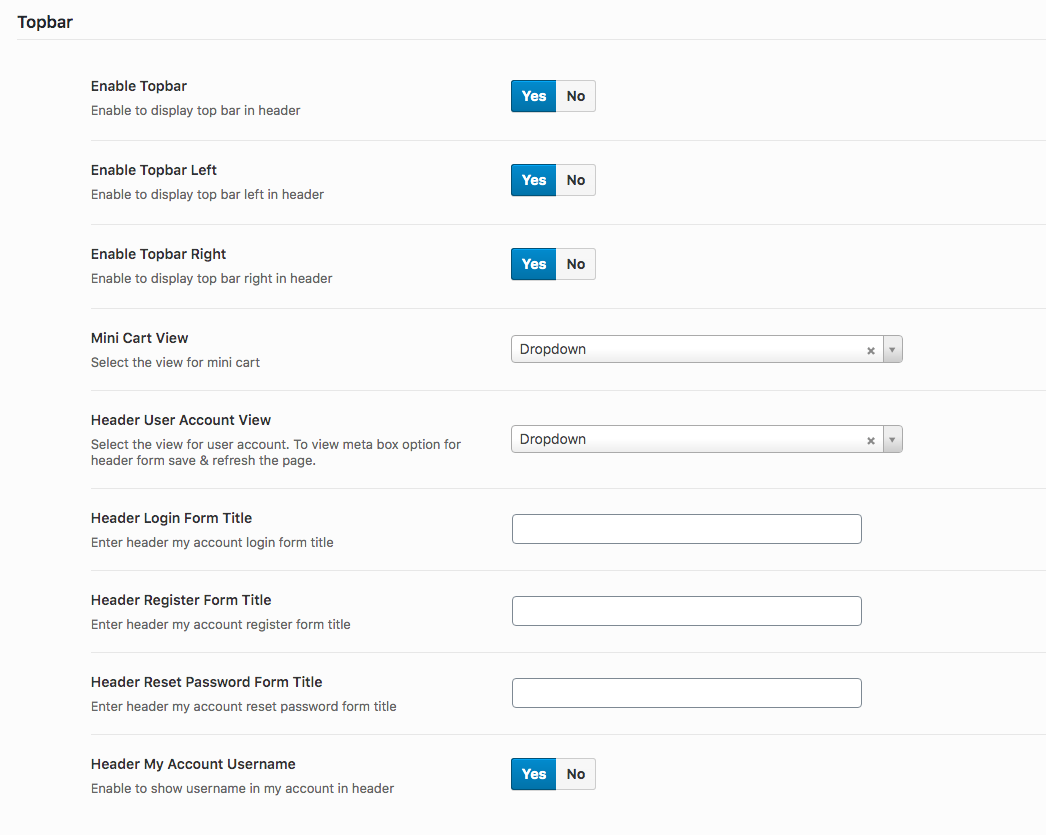 Topbar
Enable Topbar
Enable to display top bar in header
Yes No
Enable Topbar Left
Enable to display top bar left in header
Yes No
Enable Topbar Right
Enable to display top bar right in header
Yes No
Mini Cart View
Select the view for mini cart
Dropdown
Header User Account View
Select the view for user account. To view meta box option for
header form save & refresh the page.
Dropdown
Header Login Form Title
Enter header my account login form title
Header Register Form Title
Enter header my account register form title
Header Reset Password Form Title
Enter header my account reset password form title
Header My Account Username
Enable to show username in my account in header
Yes No